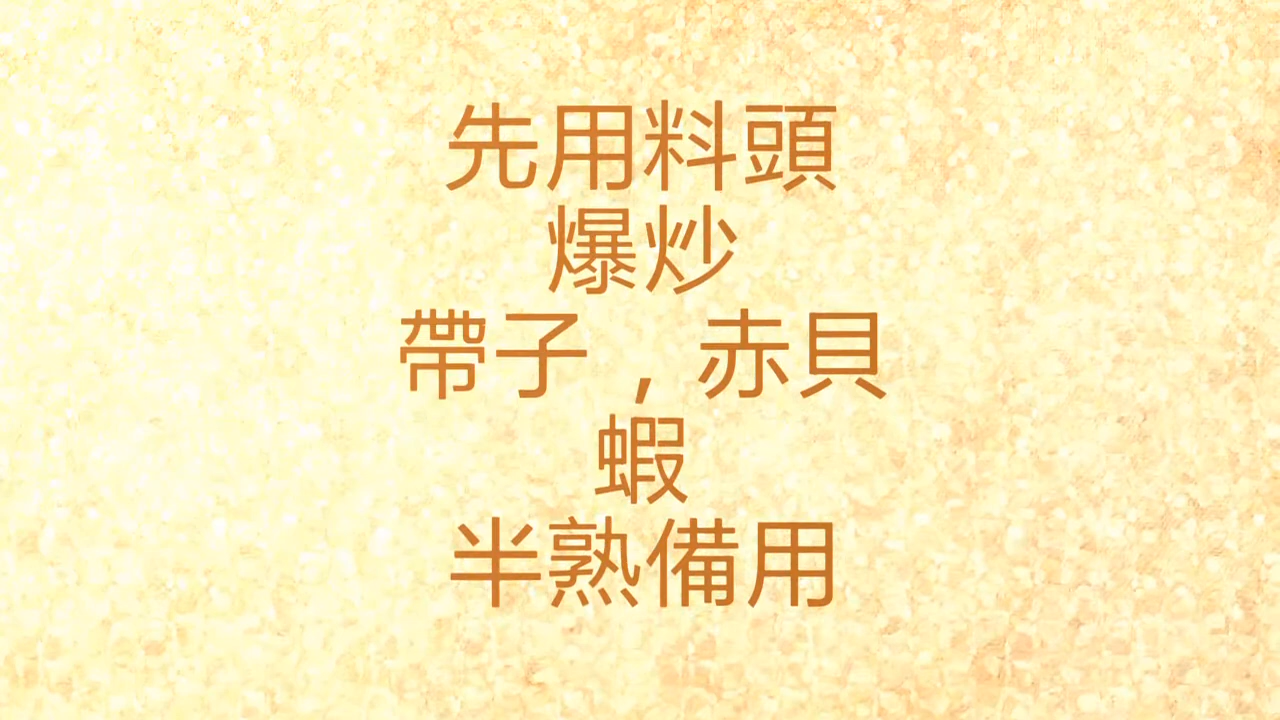 先用料頭
爆炒
帶子，赤貝
蝦
半熟備用